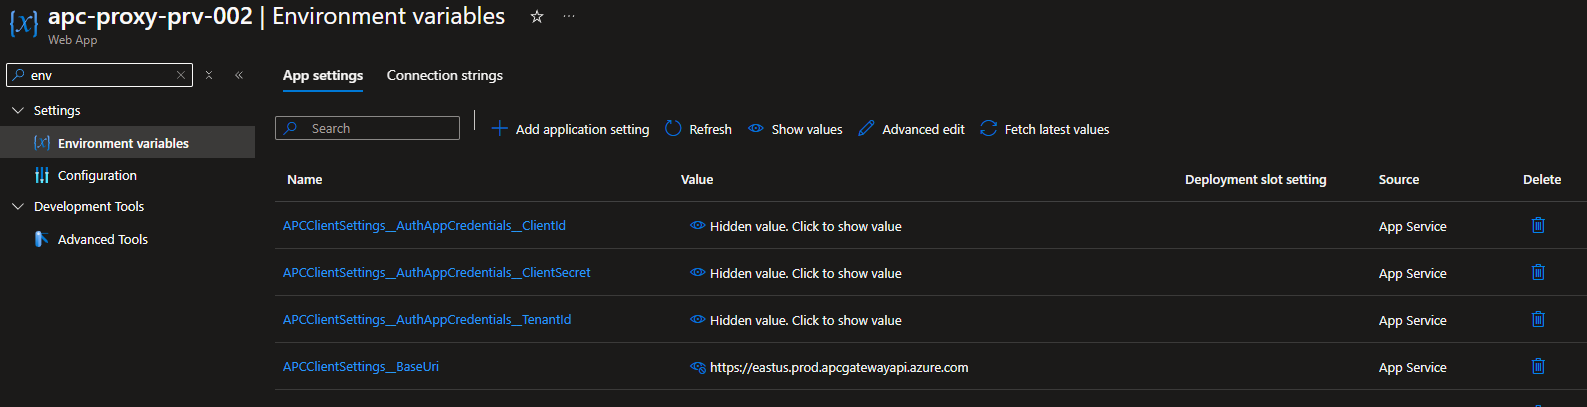 apc-proxy-prv-002 | Environment variables ☆ ...
Web App
env
Settings
Environment variables
Configuration
Development Tools
Advanced Tools
App settings Connection strings
Search
Add application setting Refresh Show values Advanced edit Fetch latest values
Name Value Deployment slot setting Source Delete
APCClientSettings__AuthAppCredentials__ClientId Hidden value. Click to show value App Service
APCClientSettings__AuthAppCredentials__ClientSecret Hidden value. Click to show value App Service
APCClientSettings__AuthAppCredentials__TenantId Hidden value. Click to show value App Service
APCClientSettings__BaseUri https://eastus.prod.apcgatewayapi.azure.com App Service